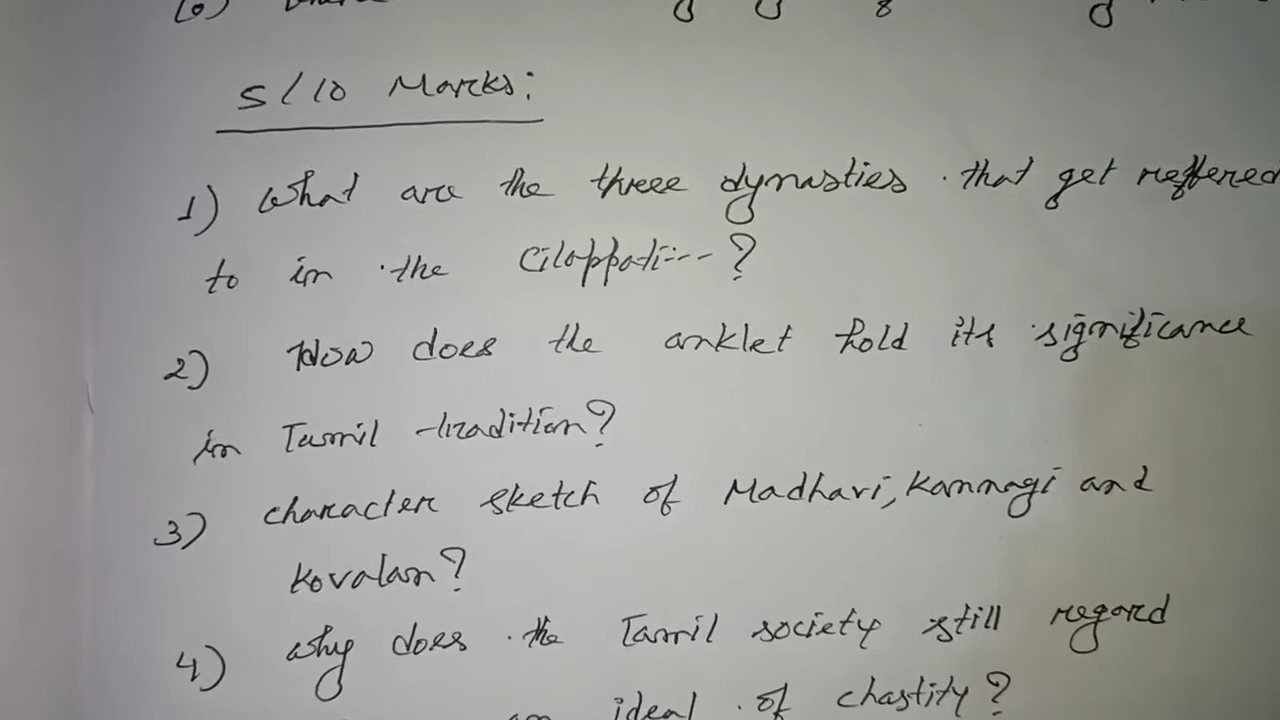 5/10 Marks:
1) What are the three dynasties that get reffered
to in the Cilappati---?
2) How does the anklet hold its significance
in Tamil tradition?
3) character sketch of Madhavi, Kannagi and
Kovalan?
4) Why does the Tamil society still regard
an ideal of chastity?